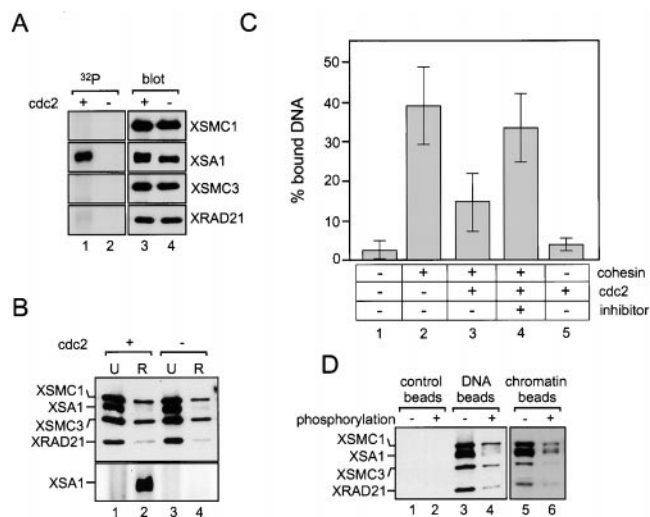 A
³²P blot
cdc2 + - + -
XSMC1
XSA1
XSMC3
XRAD21
1 2 3 4
B
cdc2 + -
U R U R
XSMC1
XSA1
XSMC3
XRAD21
XSA1
1 2 3 4
C
% bound DNA
50
40
30
20
10
0
- + + + - cohesin
- - + + + cdc2
- - - + - inhibitor
1 2 3 4 5
D
control beads DNA beads chromatin beads
phosphorylation - + - + - +
XSMC1
XSA1
XSMC3
XRAD21
1 2 3 4 5 6